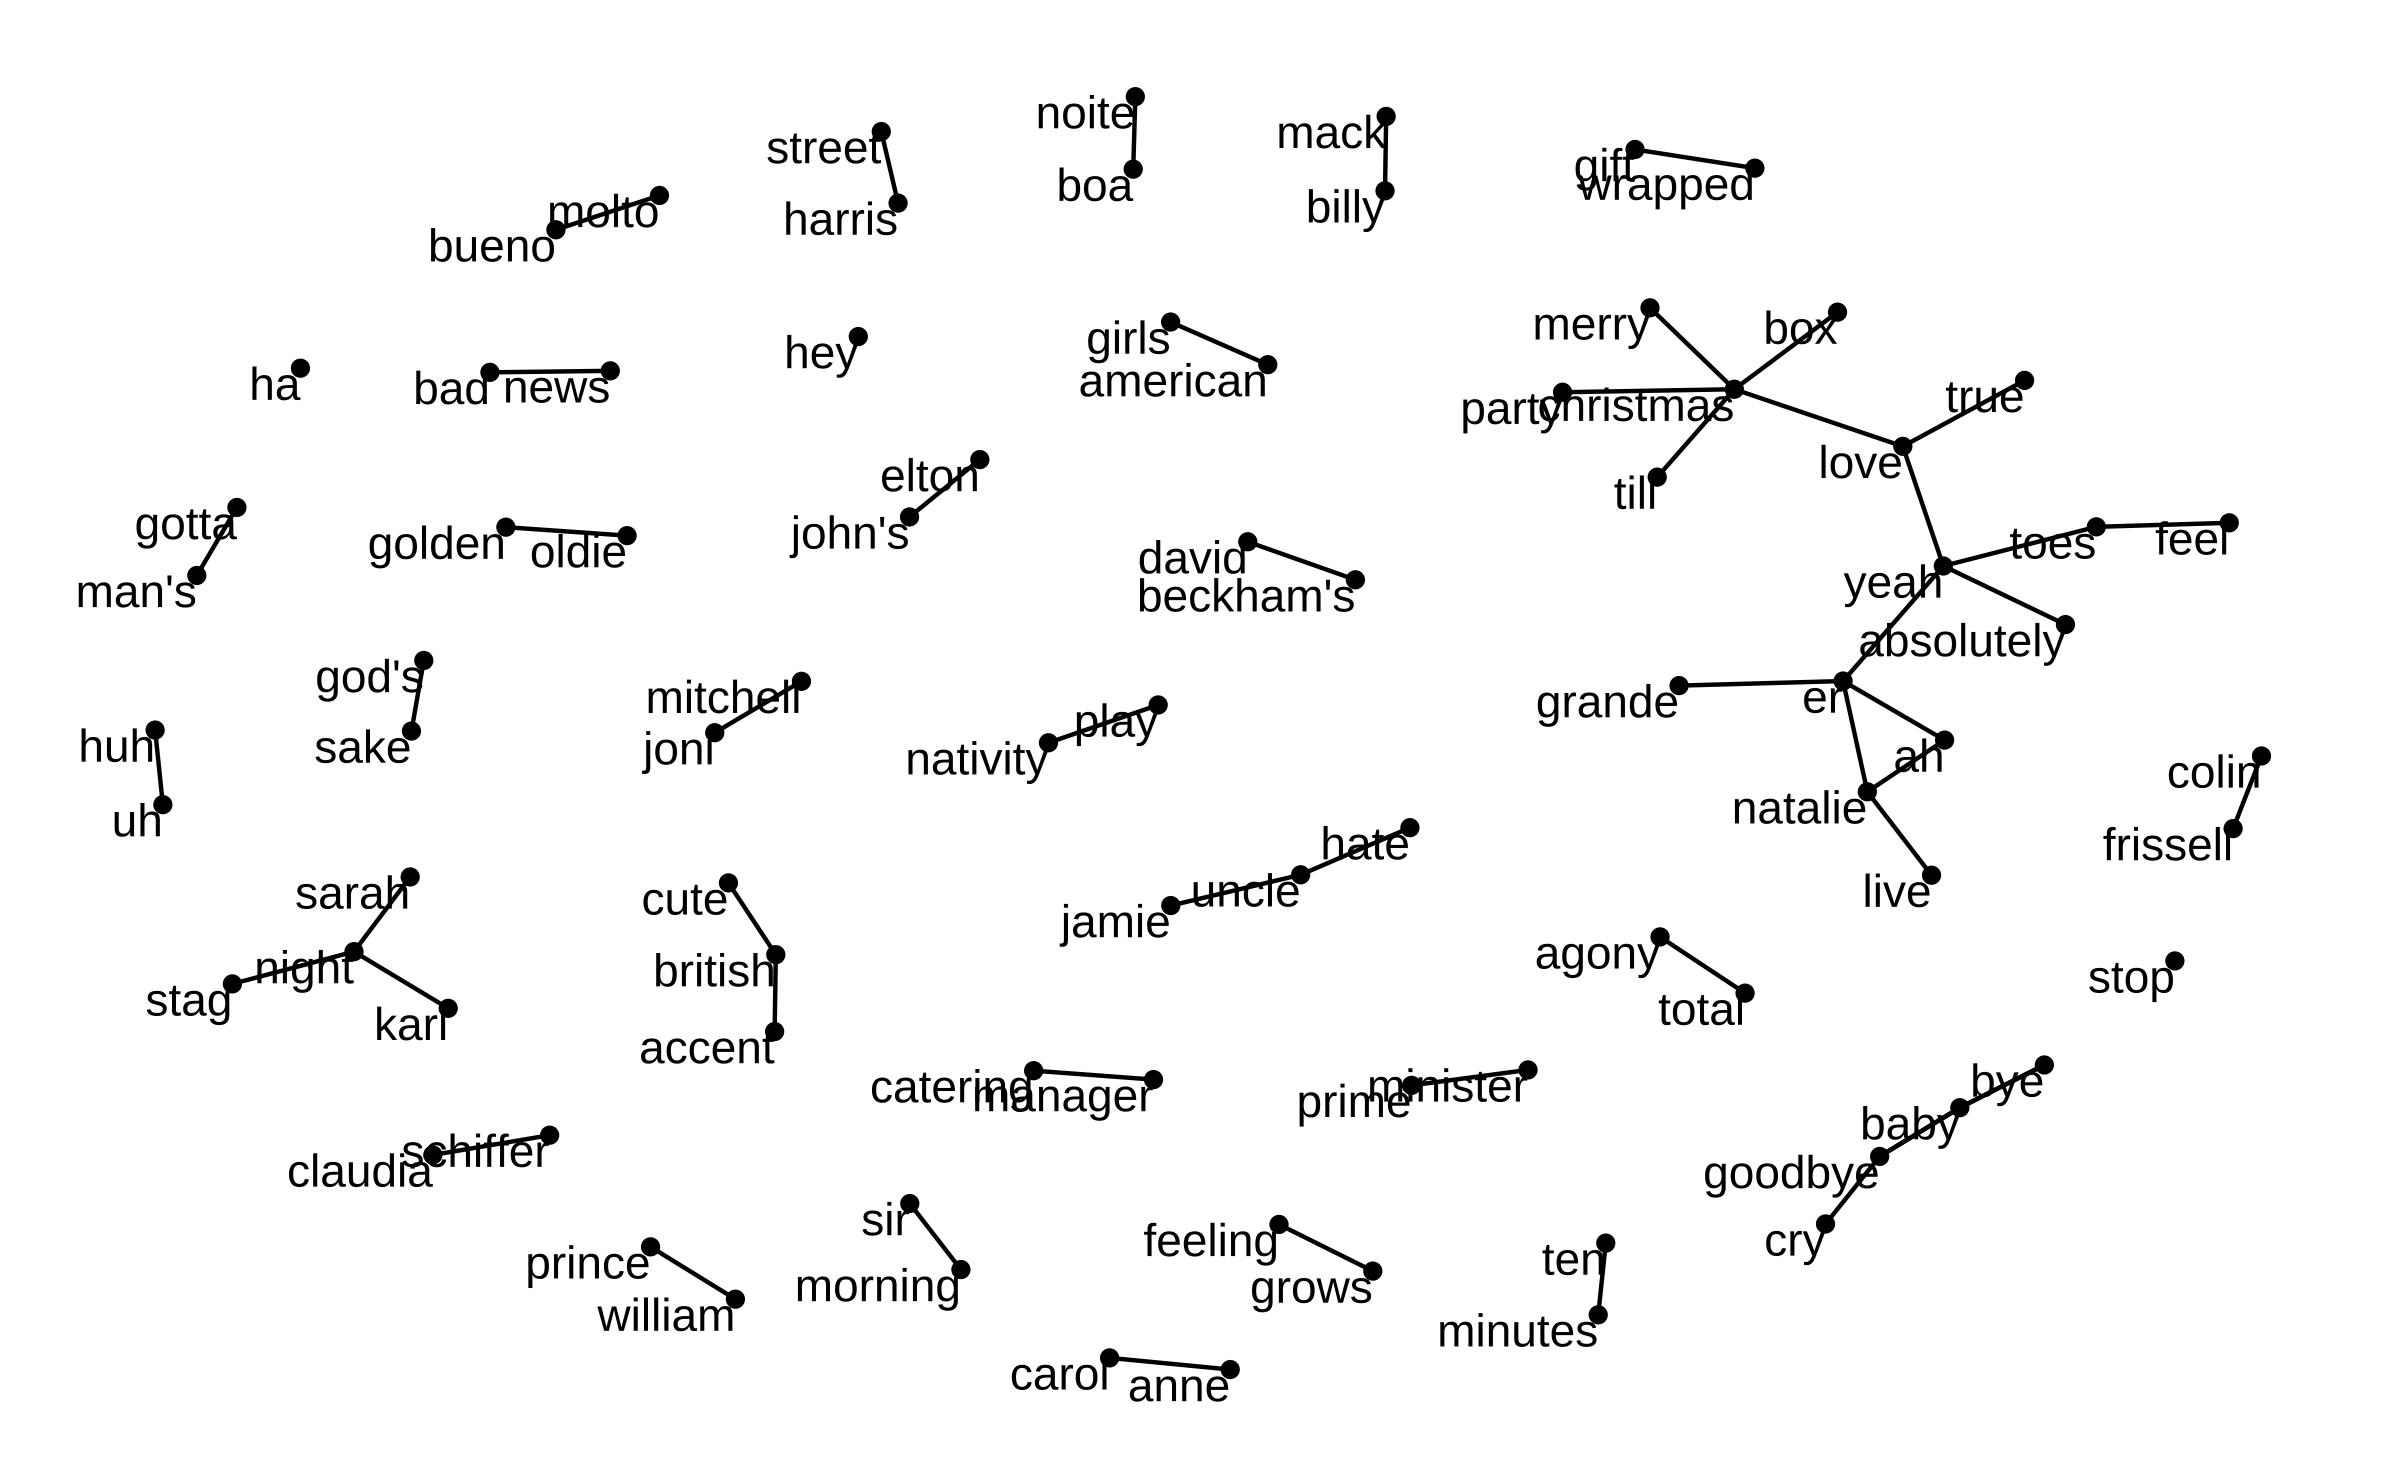 noite
mack
street
gift
boa
wrapped
billy
molto
harris
bueno
merry
box
girls
hey
american
ha
bad
news
true
party
christmas
love
elton
till
gotta
john's
golden
oldie
toes
feel
david
yeah
man's
beckham's
absolutely
god's
mitchell
grande
er
play
huh
sake
joni
nativity
ah
colin
uh
natalie
hate
frissell
sarah
cute
uncle
live
jamie
night
british
agony
stag
stop
karl
total
accent
catering
manager
prime
minister
bye
baby
claudia
schiffer
goodbye
sir
feeling
cry
prince
ten
morning
grows
william
minutes
carol
anne